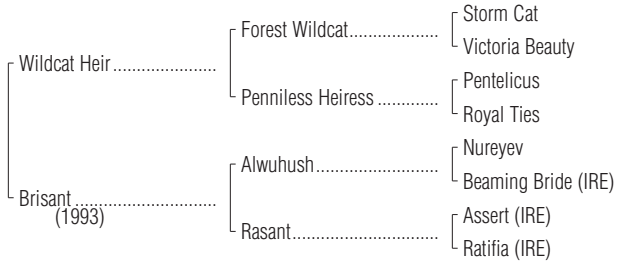 Storm Cat
Forest Wildcat....................
Victoria Beauty
Wildcat Heir.......................
Pentelicus
Penniless Heiress ..............
Royal Ties
Nureyev
Alwuhush...........................
Beaming Bride (IRE)
Brisant ...............................
(1993)
Assert (IRE)
Rasant................................
Ratifia (IRE)